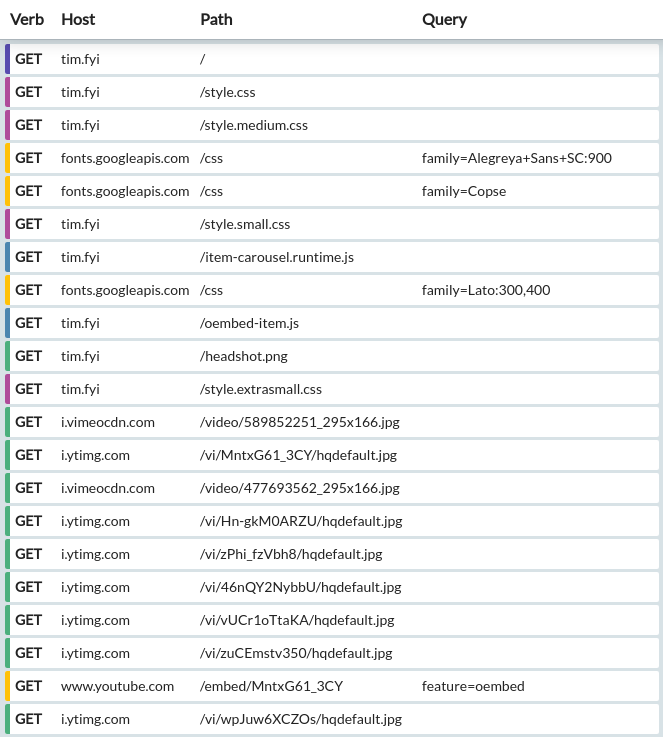 Verb Host Path Query
GET tim.fyi /
GET tim.fyi /style.css
GET tim.fyi /style.medium.css
GET fonts.googleapis.com /css family=Alegreya+Sans+SC:900
GET fonts.googleapis.com /css family=Copse
GET tim.fyi /style.small.css
GET tim.fyi /item-carousel.runtime.js
GET fonts.googleapis.com /css family=Lato:300,400
GET tim.fyi /oembed-item.js
GET tim.fyi /headshot.png
GET tim.fyi /style.extrasmall.css
GET i.vimeocdn.com /video/589852251_295x166.jpg
GET i.ytimg.com /vi/MntxG61_3CY/hqdefault.jpg
GET i.vimeocdn.com /video/477693562_295x166.jpg
GET i.ytimg.com /vi/Hn-gkM0ARZU/hqdefault.jpg
GET i.ytimg.com /vi/zPhi_fzVbh8/hqdefault.jpg
GET i.ytimg.com /vi/46nQY2NybbU/hqdefault.jpg
GET i.ytimg.com /vi/vUCr1oTtaKA/hqdefault.jpg
GET i.ytimg.com /vi/zuCEmstv350/hqdefault.jpg
GET www.youtube.com /embed/MntxG61_3CY feature=oembed
GET i.ytimg.com /vi/wpJuw6XCZOs/hqdefault.jpg